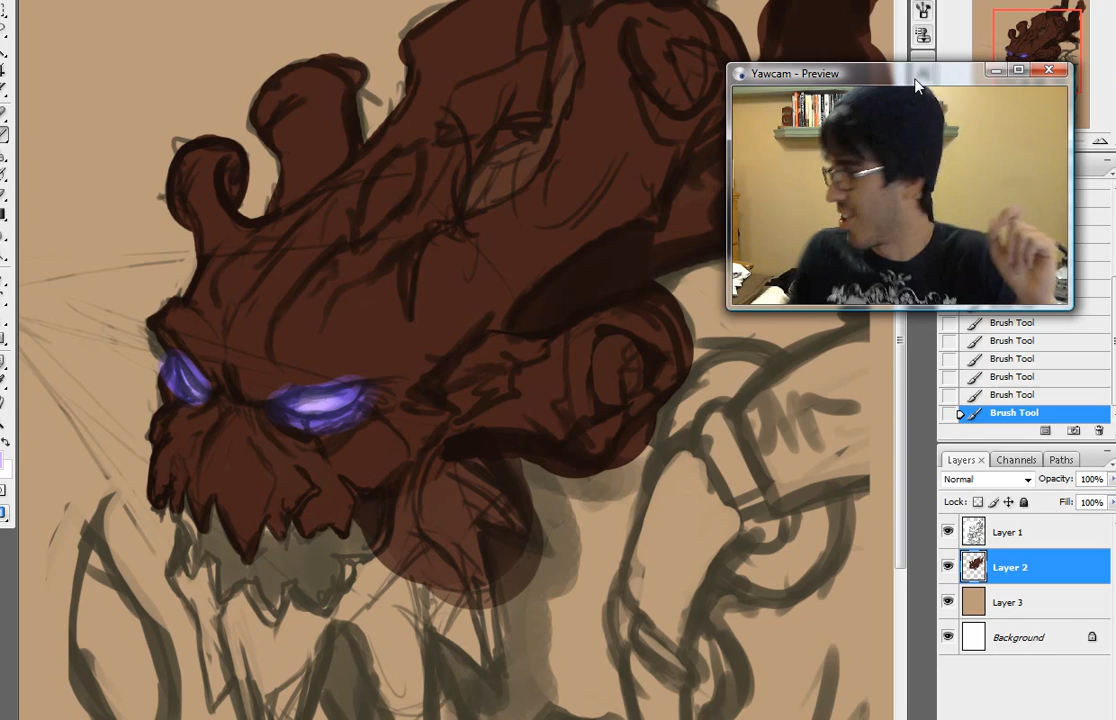 Yawcam - Preview
Brush Tool
Brush Tool
Brush Tool
Brush Tool
Brush Tool
Brush Tool
Layers × Channels Paths
Normal Opacity: 100%
Lock: Fill: 100%
Layer 1
Layer 2
Layer 3
Background